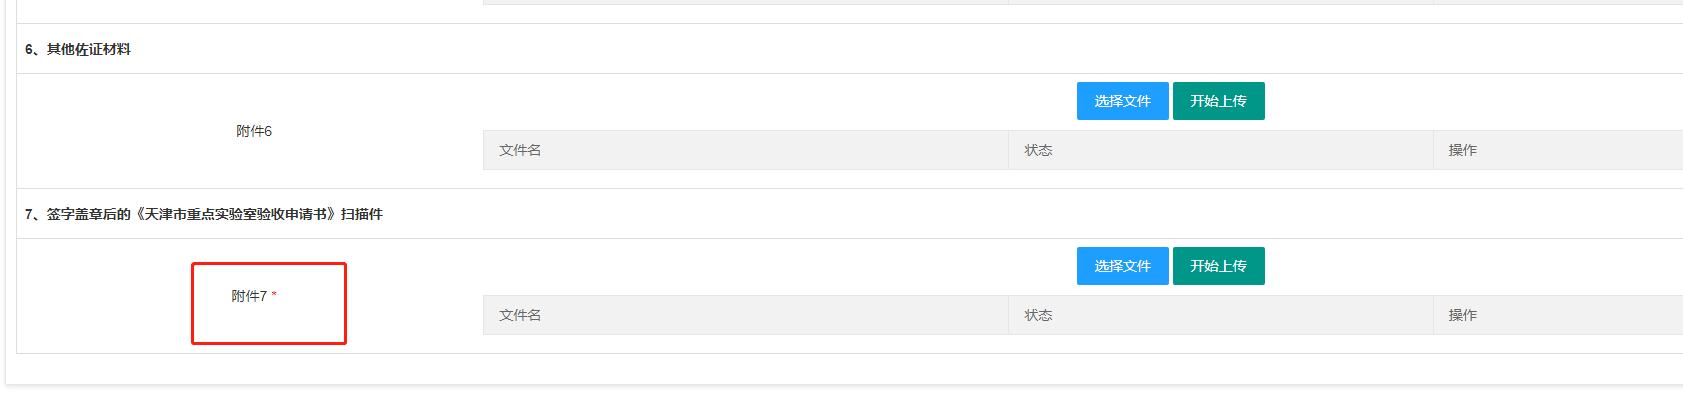 6、其他佐证材料
选择文件 开始上传
附件6
文件名 状态 操作
7、签字盖章后的《天津市重点实验室验收申请书》扫描件
选择文件 开始上传
附件7 *
文件名 状态 操作